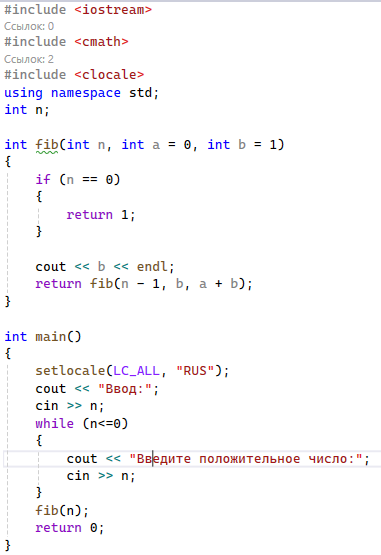 #include <iostream>
Ссылок: 0
#include <cmath>
Ссылок: 2
#include <clocale>
using namespace std;
int n;

int fib(int n, int a = 0, int b = 1)
{
    if (n == 0)
    {
        return 1;
    }

    cout << b << endl;
    return fib(n - 1, b, a + b);
}

int main()
{
    setlocale(LC_ALL, "RUS");
    cout << "Ввод:";
    cin >> n;
    while (n<=0)
    {
        cout << "Введите положительное число:";
        cin >> n;
    }
    fib(n);
    return 0;
}